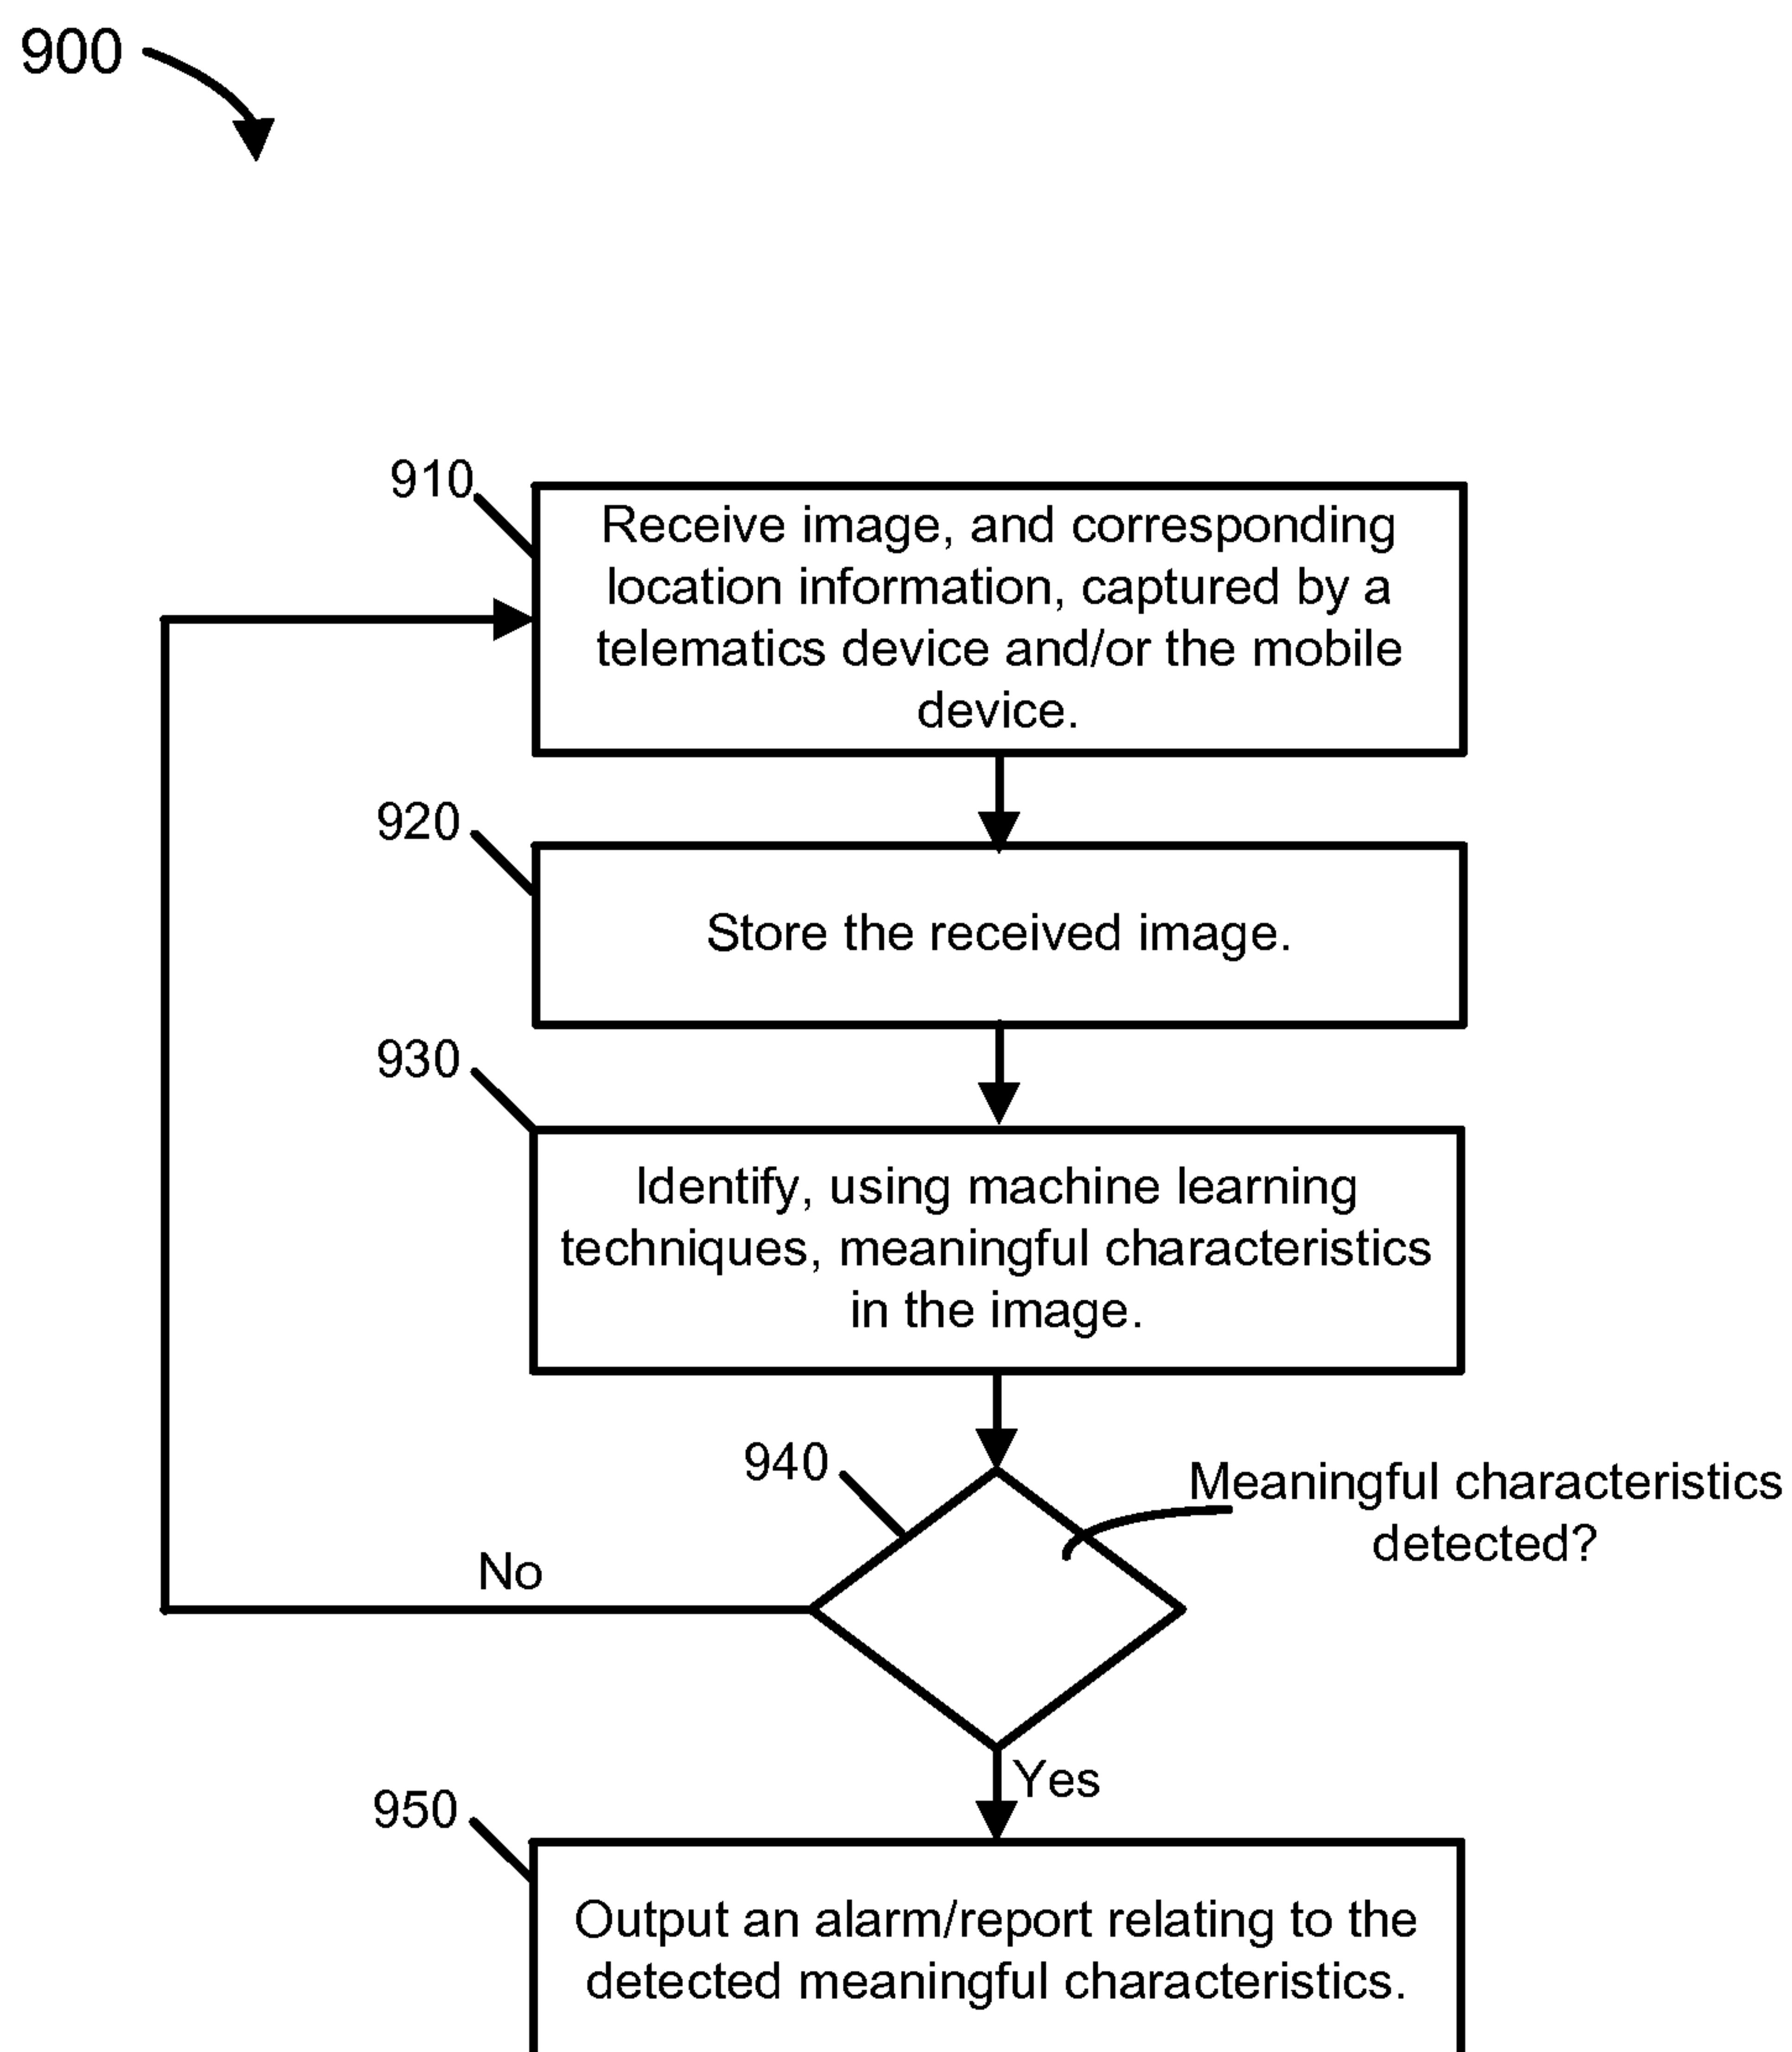 900
910
Receive image, and corresponding
location information, captured by a
telematics device and/or the mobile
device.
920
Store the received image.
930
Identify, using machine learning
techniques, meaningful characteristics
in the image.
940
Meaningful characteristics
detected?
No
Yes
950
Output an alarm/report relating to the
detected meaningful characteristics.